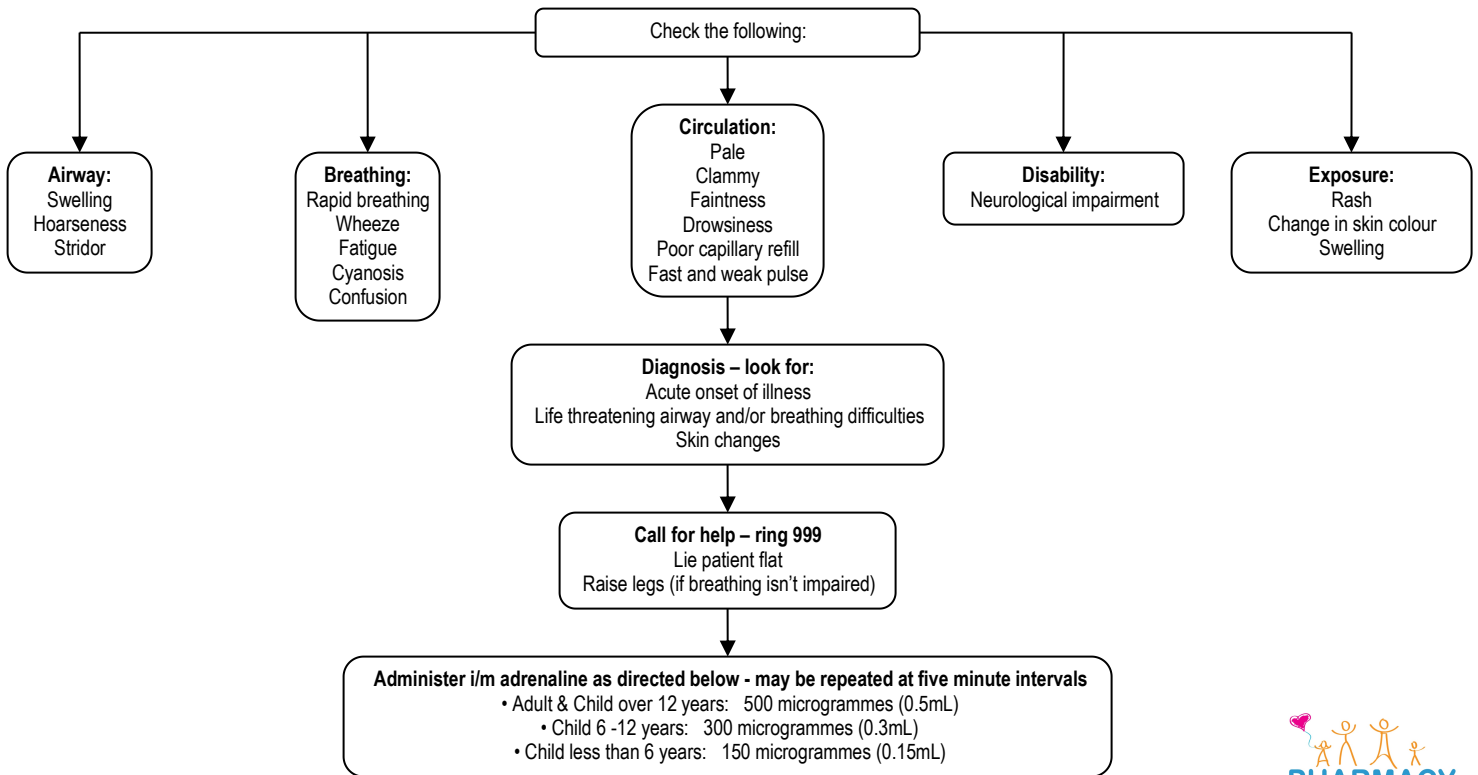 Check the following:
Airway:
Swelling
Hoarseness
Stridor
Breathing:
Rapid breathing
Wheeze
Fatigue
Cyanosis
Confusion
Circulation:
Pale
Clammy
Faintness
Drowsiness
Poor capillary refill
Fast and weak pulse
Disability:
Neurological impairment
Exposure:
Rash
Change in skin colour
Swelling
Diagnosis – look for:
Acute onset of illness
Life threatening airway and/or breathing difficulties
Skin changes
Call for help – ring 999
Lie patient flat
Raise legs (if breathing isn't impaired)
Administer i/m adrenaline as directed below - may be repeated at five minute intervals
• Adult & Child over 12 years: 500 microgrammes (0.5mL)
• Child 6 -12 years: 300 microgrammes (0.3mL)
• Child less than 6 years: 150 microgrammes (0.15mL)
PHARMACY